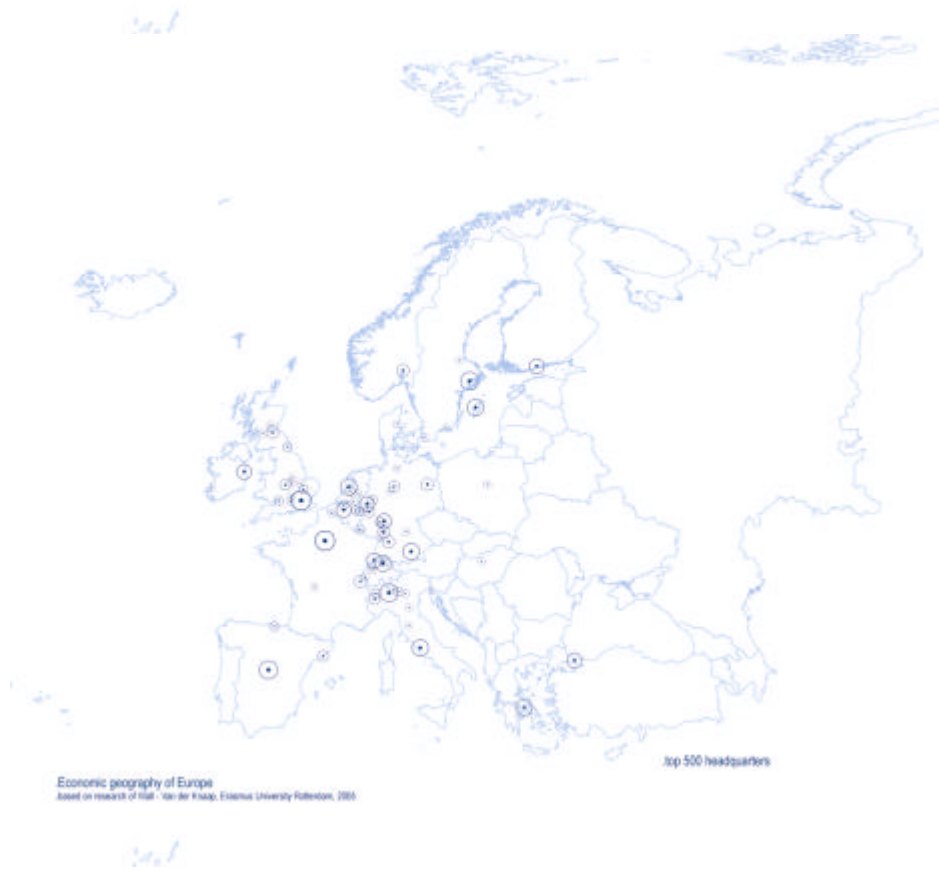 .top 500 headquarters
.Economic geography of Europe
.based on research of Wall - Van der Knaap, Erasmus University Rotterdam, 2005